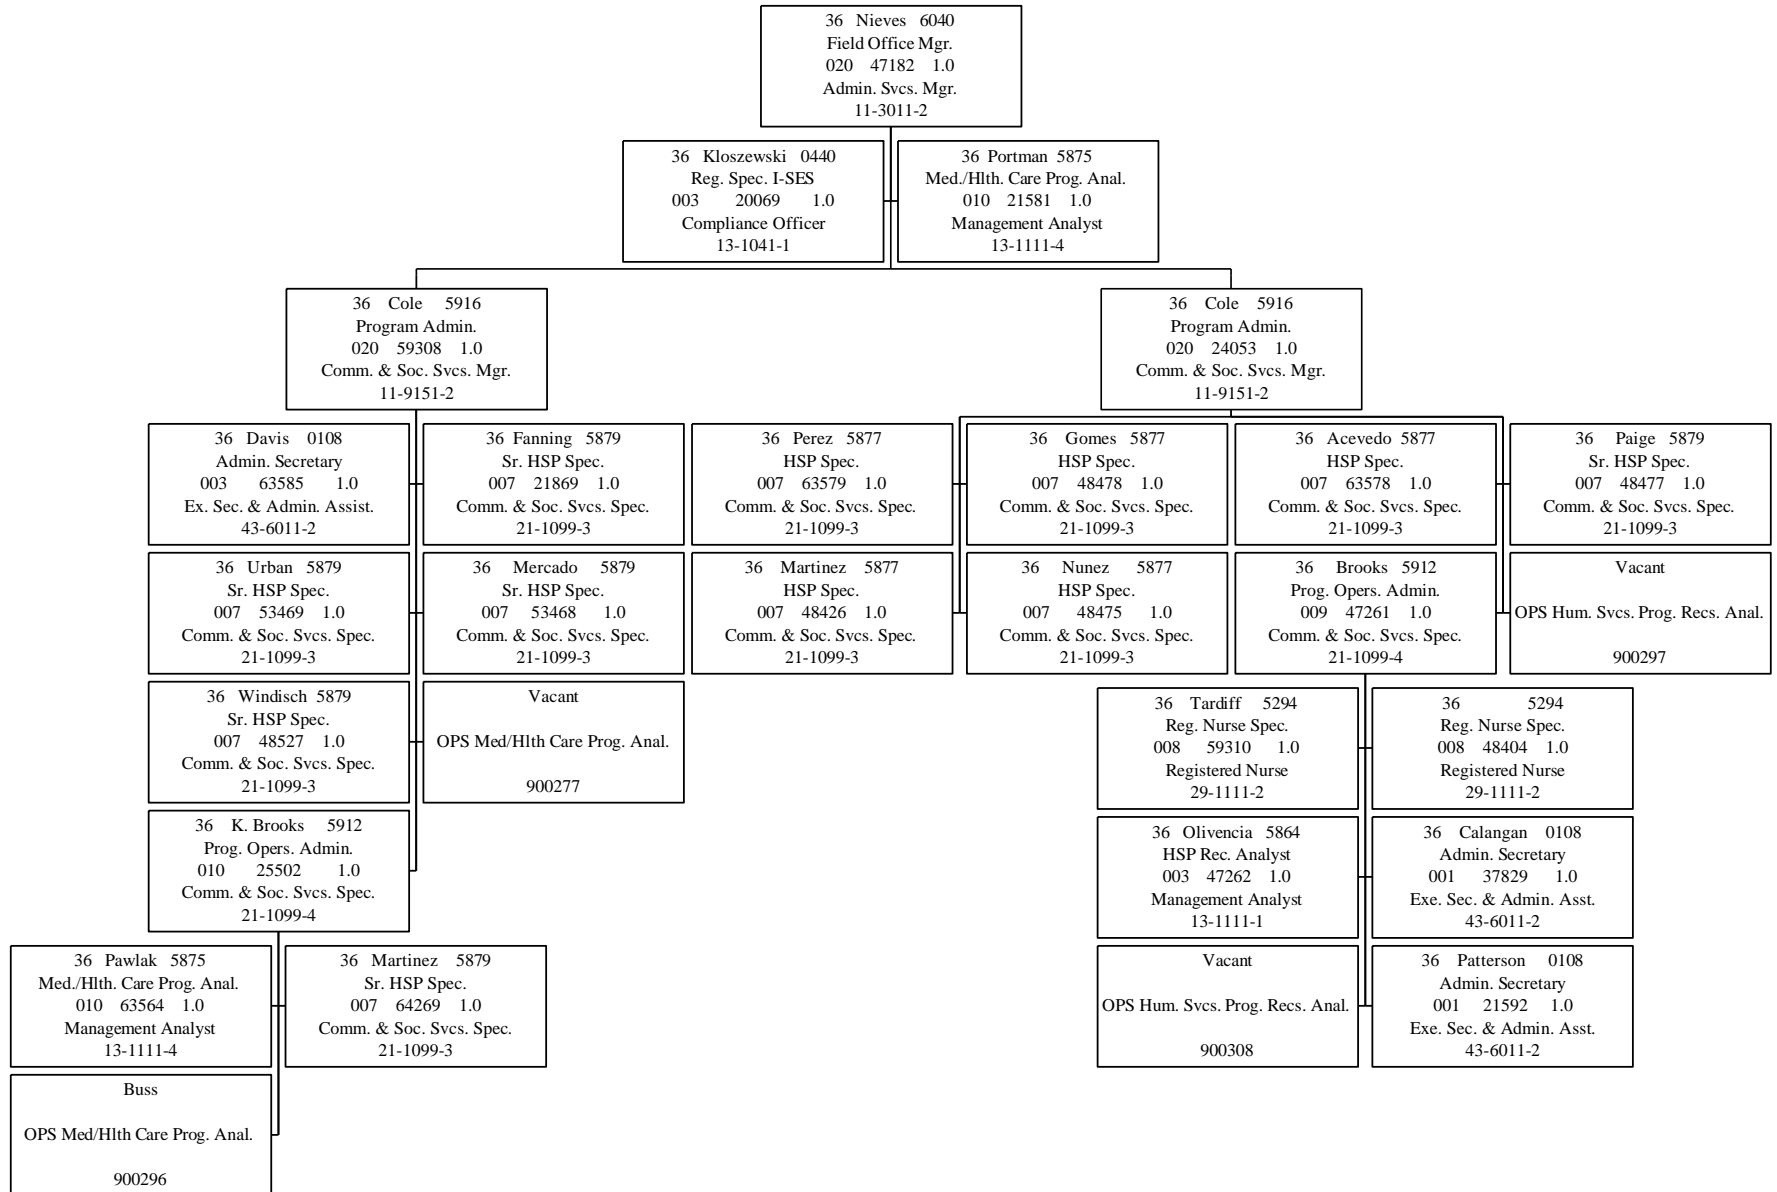 36 Nieves 6040
Field Office Mgr.
020 47182 1.0
Admin. Svcs. Mgr.
11-3011-2
36 Kloszewski 0440
Reg. Spec. I-SES
003 20069 1.0
Compliance Officer
13-1041-1
36 Portman 5875
Med./Hlth. Care Prog. Anal.
010 21581 1.0
Management Analyst
13-1111-4
36 Cole 5916
Program Admin.
020 59308 1.0
Comm. & Soc. Svcs. Mgr.
11-9151-2
36 Cole 5916
Program Admin.
020 24053 1.0
Comm. & Soc. Svcs. Mgr.
11-9151-2
36 Davis 0108
Admin. Secretary
003 63585 1.0
Ex. Sec. & Admin. Assist.
43-6011-2
36 Fanning 5879
Sr. HSP Spec.
007 21869 1.0
Comm. & Soc. Svcs. Spec.
21-1099-3
36 Perez 5877
HSP Spec.
007 63579 1.0
Comm. & Soc. Svcs. Spec.
21-1099-3
36 Gomes 5877
HSP Spec.
007 48478 1.0
Comm. & Soc. Svcs. Spec.
21-1099-3
36 Acevedo 5877
HSP Spec.
007 63578 1.0
Comm. & Soc. Svcs. Spec.
21-1099-3
36 Paige 5879
Sr. HSP Spec.
007 48477 1.0
Comm. & Soc. Svcs. Spec.
21-1099-3
36 Urban 5879
Sr. HSP Spec.
007 53469 1.0
Comm. & Soc. Svcs. Spec.
21-1099-3
36 Mercado 5879
Sr. HSP Spec.
007 53468 1.0
Comm. & Soc. Svcs. Spec.
21-1099-3
36 Martinez 5877
HSP Spec.
007 48426 1.0
Comm. & Soc. Svcs. Spec.
21-1099-3
36 Nunez 5877
HSP Spec.
007 48475 1.0
Comm. & Soc. Svcs. Spec.
21-1099-3
36 Brooks 5912
Prog. Opers. Admin.
009 47261 1.0
Comm. & Soc. Svcs. Spec.
21-1099-4
Vacant
OPS Hum. Svcs. Prog. Recs. Anal.
900297
36 Windisch 5879
Sr. HSP Spec.
007 48527 1.0
Comm. & Soc. Svcs. Spec.
21-1099-3
Vacant
OPS Med/Hlth Care Prog. Anal.
900277
36 Tardiff 5294
Reg. Nurse Spec.
008 59310 1.0
Registered Nurse
29-1111-2
36 5294
Reg. Nurse Spec.
008 48404 1.0
Registered Nurse
29-1111-2
36 K. Brooks 5912
Prog. Opers. Admin.
010 25502 1.0
Comm. & Soc. Svcs. Spec.
21-1099-4
36 Olivencia 5864
HSP Rec. Analyst
003 47262 1.0
Management Analyst
13-1111-1
36 Calangan 0108
Admin. Secretary
001 37829 1.0
Exe. Sec. & Admin. Asst.
43-6011-2
36 Pawlak 5875
Med./Hlth. Care Prog. Anal.
010 63564 1.0
Management Analyst
13-1111-4
36 Martinez 5879
Sr. HSP Spec.
007 64269 1.0
Comm. & Soc. Svcs. Spec.
21-1099-3
Vacant
OPS Hum. Svcs. Prog. Recs. Anal.
900308
36 Patterson 0108
Admin. Secretary
001 21592 1.0
Exe. Sec. & Admin. Asst.
43-6011-2
Buss
OPS Med/Hlth Care Prog. Anal.
900296